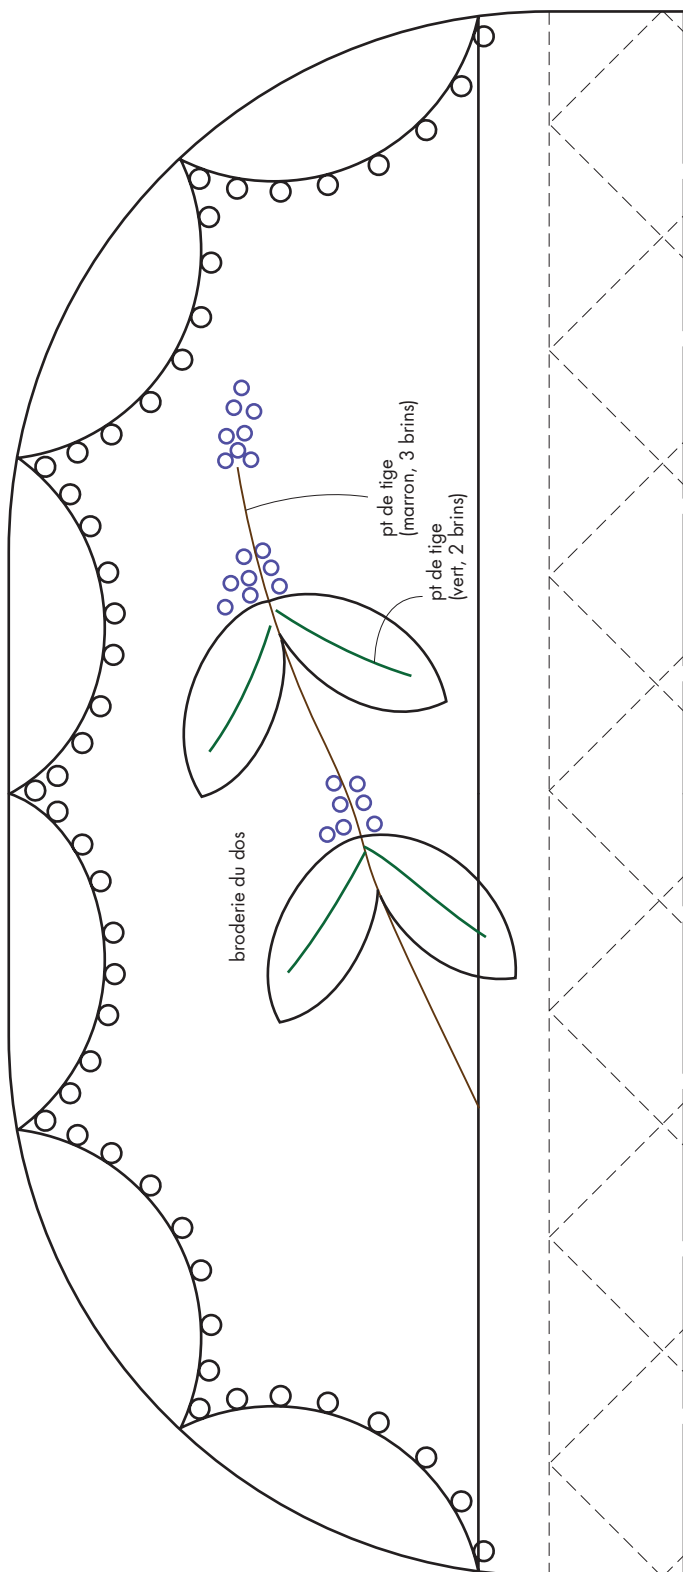 pt de tige
(marron, 3 brins)
pt de tige
(vert, 2 brins)
broderie du dos